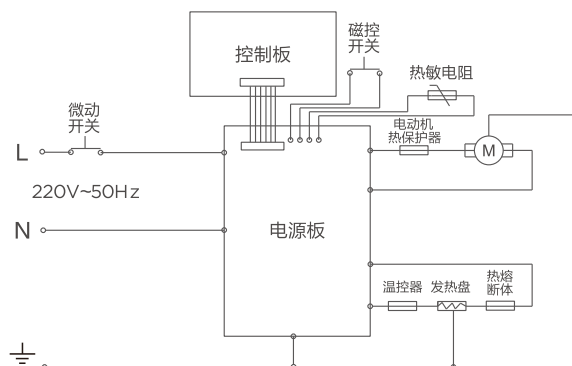 控制板
磁控
开关
热敏电阻
微动
开关
电动机
热保护器
L
M
220V~50Hz
N
电源板
温控器
发热盘
热熔
断体